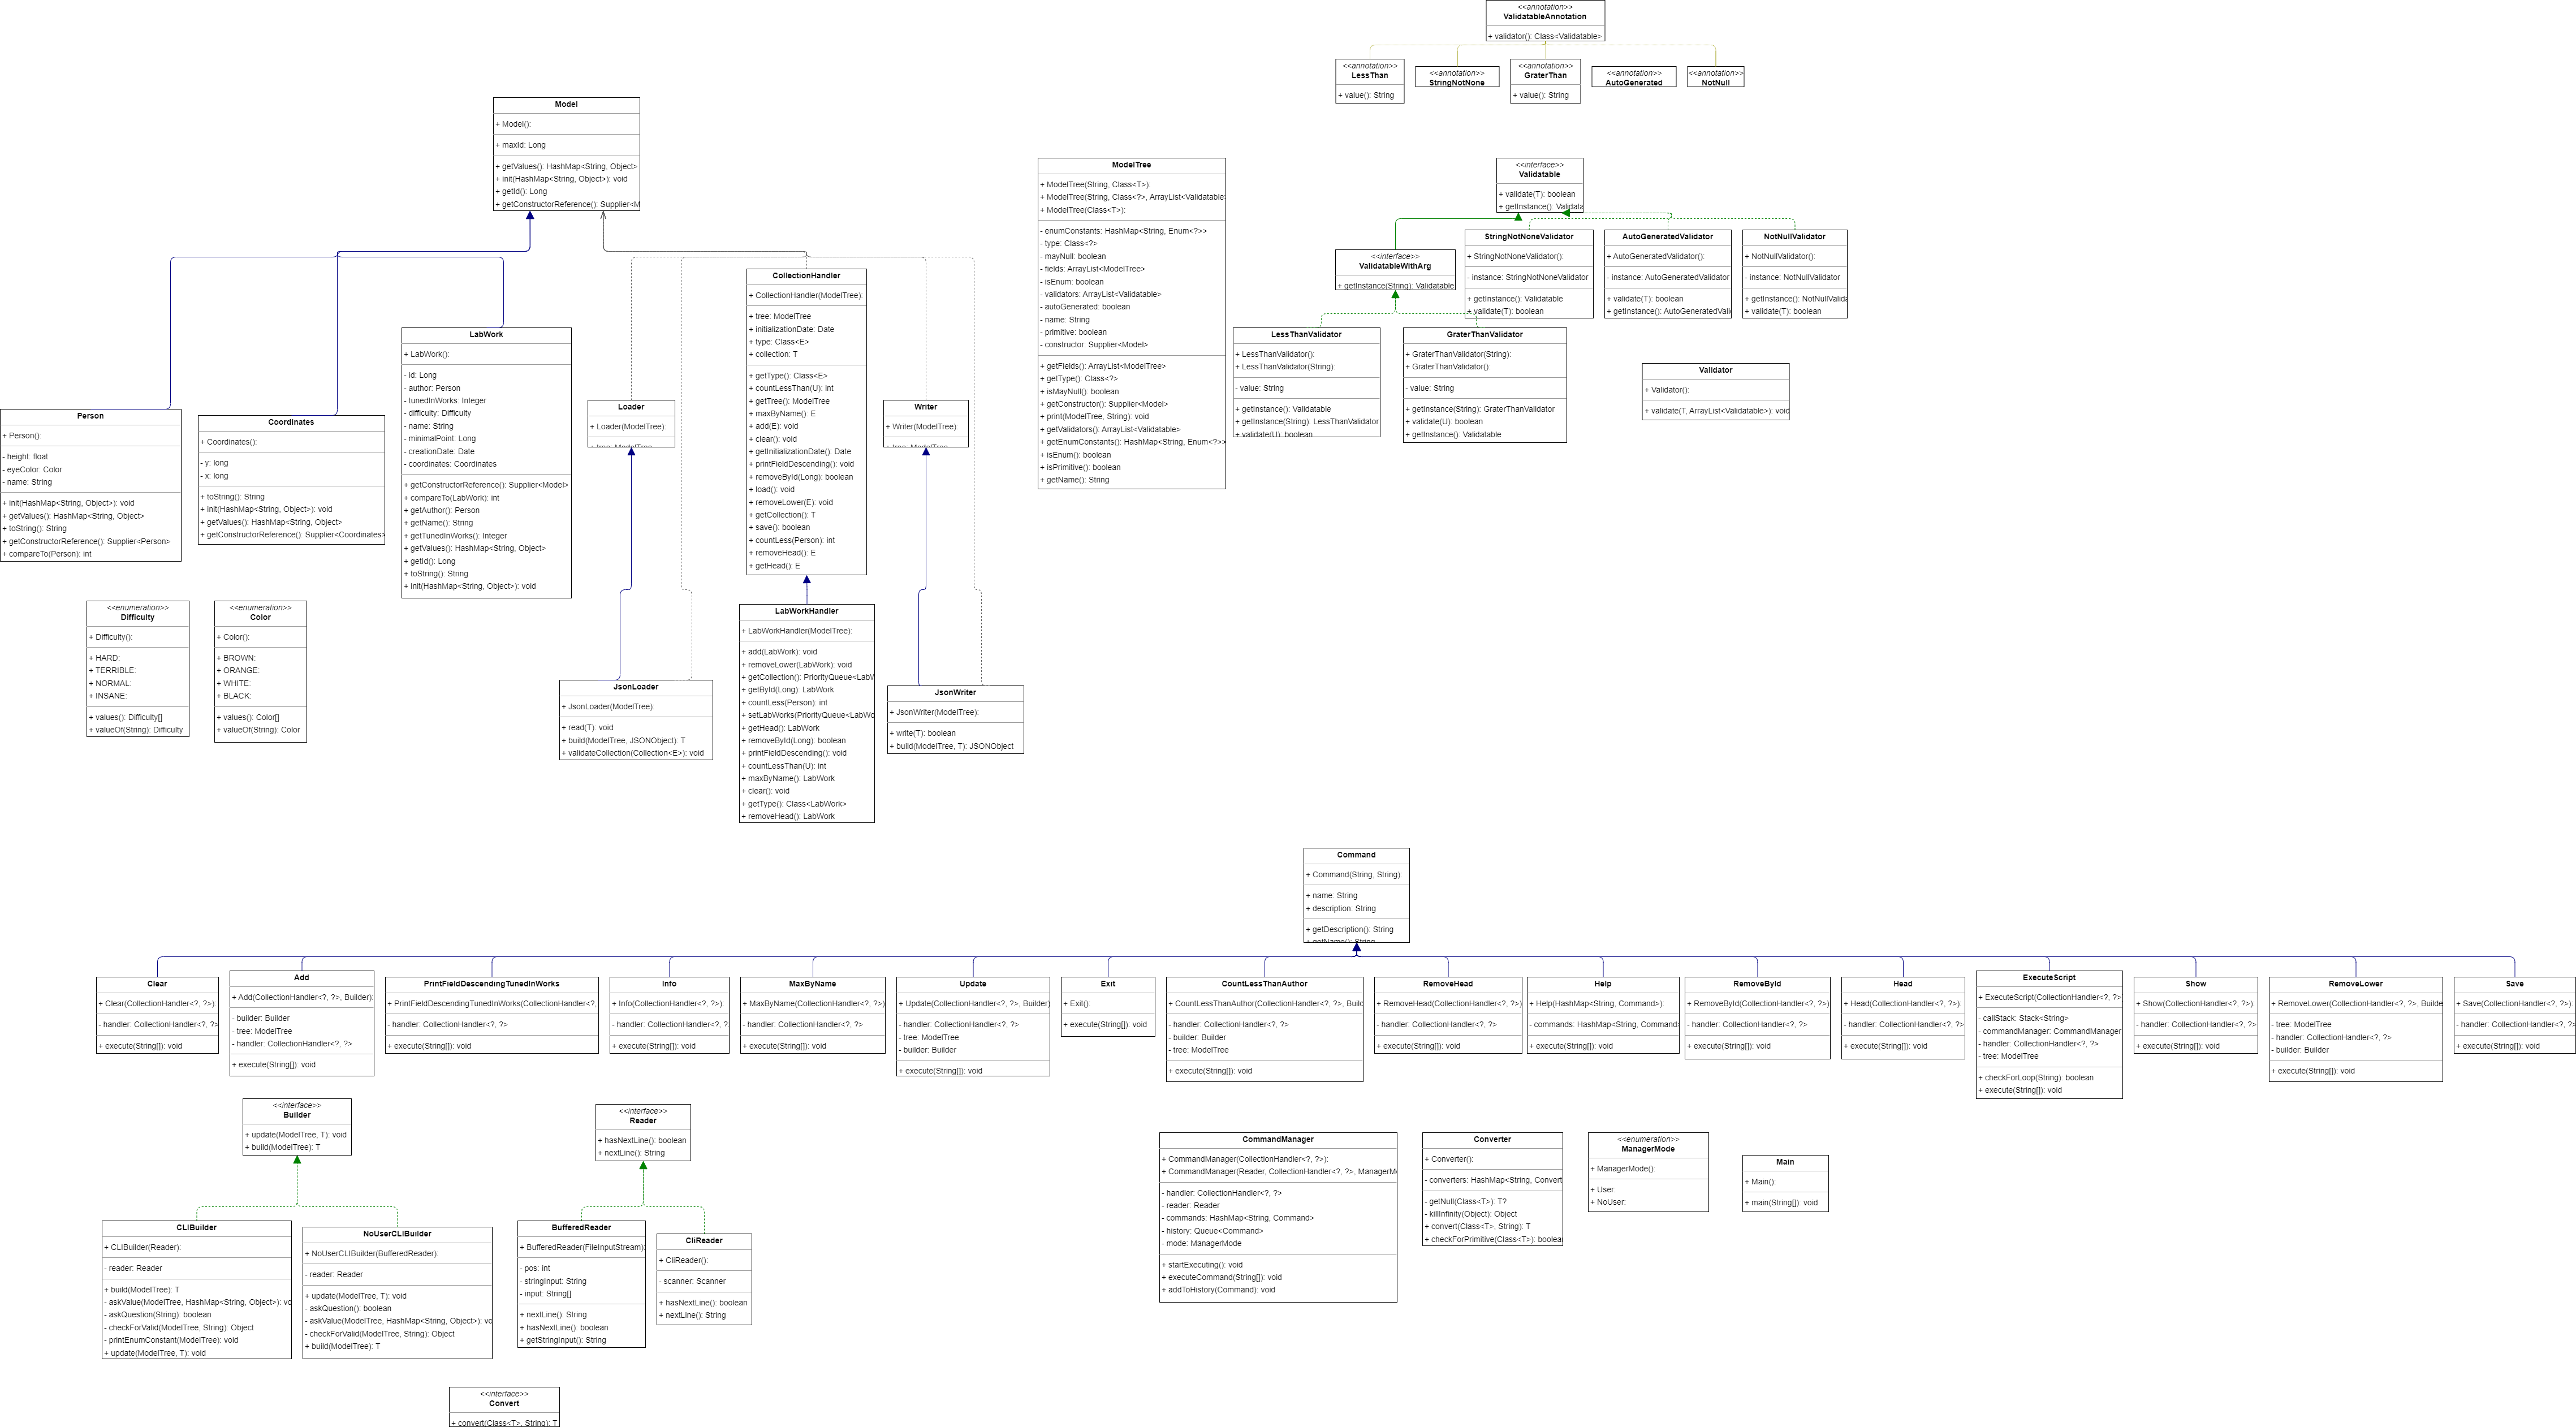 <<annotation>>
ValidatableAnnotation
+ validator(): Class<Validatable>
<<annotation>>
LessThan
+ value(): String
<<annotation>>
StringNotNone
<<annotation>>
GraterThan
+ value(): String
<<annotation>>
AutoGenerated
<<annotation>>
NotNull
Model
+ Model():
+ maxId: Long
+ getValues(): HashMap<String, Object>
+ init(HashMap<String, Object>): void
+ getId(): Long
+ getConstructorReference(): Supplier<M
ModelTree
+ ModelTree(String, Class<T>):
+ ModelTree(String, Class<?>, ArrayList<Validatable>
+ ModelTree(Class<T>):
- enumConstants: HashMap<String, Enum<?>>
- type: Class<?>
- mayNull: boolean
- fields: ArrayList<ModelTree>
- isEnum: boolean
- validators: ArrayList<Validatable>
- autoGenerated: boolean
- name: String
- primitive: boolean
- constructor: Supplier<Model>
+ getFields(): ArrayList<ModelTree>
+ getType(): Class<?>
+ isMayNull(): boolean
+ getConstructor(): Supplier<Model>
+ print(ModelTree, String): void
+ getValidators(): ArrayList<Validatable>
+ getEnumConstants(): HashMap<String, Enum<?>>
+ isEnum(): boolean
+ isPrimitive(): boolean
+ getName(): String
<<interface>>
Validatable
+ validate(T): boolean
+ getInstance(): Validata
<<interface>>
ValidatableWithArg
+ getInstance(String): Validatable
StringNotNoneValidator
+ StringNotNoneValidator():
- instance: StringNotNoneValidator
+ getInstance(): Validatable
+ validate(T): boolean
AutoGeneratedValidator
+ AutoGeneratedValidator():
- instance: AutoGeneratedValidator
+ validate(T): boolean
+ getInstance(): AutoGeneratedVali
NotNullValidator
+ NotNullValidator():
- instance: NotNullValidator
+ getInstance(): NotNullValida
+ validate(T): boolean
LessThanValidator
+ LessThanValidator():
+ LessThanValidator(String):
- value: String
+ getInstance(): Validatable
+ getInstance(String): LessThanValidator
+ validate(U): boolean
GraterThanValidator
+ GraterThanValidator(String):
+ GraterThanValidator():
- value: String
+ getInstance(String): GraterThanValidator
+ validate(U): boolean
+ getInstance(): Validatable
Validator
+ Validator():
+ validate(T, ArrayList<Validatable>): void
CollectionHandler
+ CollectionHandler(ModelTree):
+ tree: ModelTree
+ initializationDate: Date
+ type: Class<E>
+ collection: T
+ getType(): Class<E>
+ countLessThan(U): int
+ getTree(): ModelTree
+ maxByName(): E
+ add(E): void
+ clear(): void
+ getInitializationDate(): Date
+ printFieldDescending(): void
+ removeById(Long): boolean
+ load(): void
+ removeLower(E): void
+ getCollection(): T
+ save(): boolean
+ countLess(Person): int
+ removeHead(): E
+ getHead(): E
LabWork
+ LabWork():
- id: Long
- author: Person
- tunedInWorks: Integer
- difficulty: Difficulty
- name: String
- minimalPoint: Long
- creationDate: Date
- coordinates: Coordinates
+ getConstructorReference(): Supplier<Model>
+ compareTo(LabWork): int
+ getAuthor(): Person
+ getName(): String
+ getTunedInWorks(): Integer
+ getValues(): HashMap<String, Object>
+ getId(): Long
+ toString(): String
+ init(HashMap<String, Object>): void
Loader
+ Loader(ModelTree):
+ tree: ModelTree
Writer
+ Writer(ModelTree):
+ tree: ModelTree
Person
+ Person():
- height: float
- eyeColor: Color
- name: String
+ init(HashMap<String, Object>): void
+ getValues(): HashMap<String, Object>
+ toString(): String
+ getConstructorReference(): Supplier<Person>
+ compareTo(Person): int
Coordinates
+ Coordinates():
- y: long
- x: long
+ toString(): String
+ init(HashMap<String, Object>): void
+ getValues(): HashMap<String, Object>
+ getConstructorReference(): Supplier<Coordinates>
<<enumeration>>
Difficulty
+ Difficulty():
+ HARD:
+ TERRIBLE:
+ NORMAL:
+ INSANE:
+ values(): Difficulty[]
+ valueOf(String): Difficulty
<<enumeration>>
Color
+ Color():
+ BROWN:
+ ORANGE:
+ WHITE:
+ BLACK:
+ values(): Color[]
+ valueOf(String): Color
LabWorkHandler
+ LabWorkHandler(ModelTree):
+ add(LabWork): void
+ removeLower(LabWork): void
+ getCollection(): PriorityQueue<LabW
+ getById(Long): LabWork
+ countLess(Person): int
+ setLabWorks(PriorityQueue<LabWo
+ getHead(): LabWork
+ removeById(Long): boolean
+ printFieldDescending(): void
+ countLessThan(U): int
+ maxByName(): LabWork
+ clear(): void
+ getType(): Class<LabWork>
+ removeHead(): LabWork
JsonLoader
+ JsonLoader(ModelTree):
+ read(T): void
+ build(ModelTree, JSONObject): T
+ validateCollection(Collection<E>): void
JsonWriter
+ JsonWriter(ModelTree):
+ write(T): boolean
+ build(ModelTree, T): JSONObject
Command
+ Command(String, String):
+ name: String
+ description: String
+ getDescription(): String
+ getName(): String
Clear
+ Clear(CollectionHandler<?, ?>):
- handler: CollectionHandler<?, ?>
+ execute(String[]): void
Add
+ Add(CollectionHandler<?, ?>, Builder):
- builder: Builder
- tree: ModelTree
- handler: CollectionHandler<?, ?>
+ execute(String[]): void
PrintFieldDescendingTunedInWorks
+ PrintFieldDescendingTunedInWorks(CollectionHandler<?,
- handler: CollectionHandler<?, ?>
+ execute(String[]): void
Info
+ Info(CollectionHandler<?, ?>):
- handler: CollectionHandler<?, ?>
+ execute(String[]): void
MaxByName
+ MaxByName(CollectionHandler<?, ?>)
- handler: CollectionHandler<?, ?>
+ execute(String[]): void
Update
+ Update(CollectionHandler<?, ?>, Builder)
- handler: CollectionHandler<?, ?>
- tree: ModelTree
- builder: Builder
+ execute(String[]): void
Exit
+ Exit():
+ execute(String[]): void
CountLessThanAuthor
+ CountLessThanAuthor(CollectionHandler<?, ?>, Build
- handler: CollectionHandler<?, ?>
- builder: Builder
- tree: ModelTree
+ execute(String[]): void
RemoveHead
+ RemoveHead(CollectionHandler<?, ?>)
- handler: CollectionHandler<?, ?>
+ execute(String[]): void
Help
+ Help(HashMap<String, Command>):
- commands: HashMap<String, Command>
+ execute(String[]): void
RemoveById
+ RemoveById(CollectionHandler<?, ?>)
- handler: CollectionHandler<?, ?>
+ execute(String[]): void
Head
+ Head(CollectionHandler<?, ?>):
- handler: CollectionHandler<?, ?>
+ execute(String[]): void
ExecuteScript
+ ExecuteScript(CollectionHandler<?, ?>
- callStack: Stack<String>
- commandManager: CommandManager
- handler: CollectionHandler<?, ?>
- tree: ModelTree
+ checkForLoop(String): boolean
+ execute(String[]): void
Show
+ Show(CollectionHandler<?, ?>):
- handler: CollectionHandler<?, ?>
+ execute(String[]): void
RemoveLower
+ RemoveLower(CollectionHandler<?, ?>, Builde
- tree: ModelTree
- handler: CollectionHandler<?, ?>
- builder: Builder
+ execute(String[]): void
Save
+ Save(CollectionHandler<?, ?>):
- handler: CollectionHandler<?, ?>
+ execute(String[]): void
<<interface>>
Builder
+ update(ModelTree, T): void
+ build(ModelTree): T
<<interface>>
Reader
+ hasNextLine(): boolean
+ nextLine(): String
CommandManager
+ CommandManager(CollectionHandler<?, ?>):
+ CommandManager(Reader, CollectionHandler<?, ?>, ManagerM
- handler: CollectionHandler<?, ?>
- reader: Reader
- commands: HashMap<String, Command>
- history: Queue<Command>
- mode: ManagerMode
+ startExecuting(): void
+ executeCommand(String[]): void
+ addToHistory(Command): void
Converter
+ Converter():
- converters: HashMap<String, Convert
- getNull(Class<T>): T?
- killInfinity(Object): Object
+ convert(Class<T>, String): T
+ checkForPrimitive(Class<T>): boolea
<<enumeration>>
ManagerMode
+ ManagerMode():
+ User:
+ NoUser:
Main
+ Main():
+ main(String[]): void
CLIBuilder
+ CLIBuilder(Reader):
- reader: Reader
+ build(ModelTree): T
- askValue(ModelTree, HashMap<String, Object>): vo
- askQuestion(String): boolean
- checkForValid(ModelTree, String): Object
- printEnumConstant(ModelTree): void
+ update(ModelTree, T): void
NoUserCLIBuilder
+ NoUserCLIBuilder(BufferedReader):
- reader: Reader
+ update(ModelTree, T): void
- askQuestion(): boolean
- askValue(ModelTree, HashMap<String, Object>): vo
- checkForValid(ModelTree, String): Object
+ build(ModelTree): T
BufferedReader
+ BufferedReader(FileInputStream):
- pos: int
- stringInput: String
- input: String[]
+ nextLine(): String
+ hasNextLine(): boolean
+ getStringInput(): String
CliReader
+ CliReader():
- scanner: Scanner
+ hasNextLine(): boolean
+ nextLine(): String
<<interface>>
Convert
+ convert(Class<T>, String): T